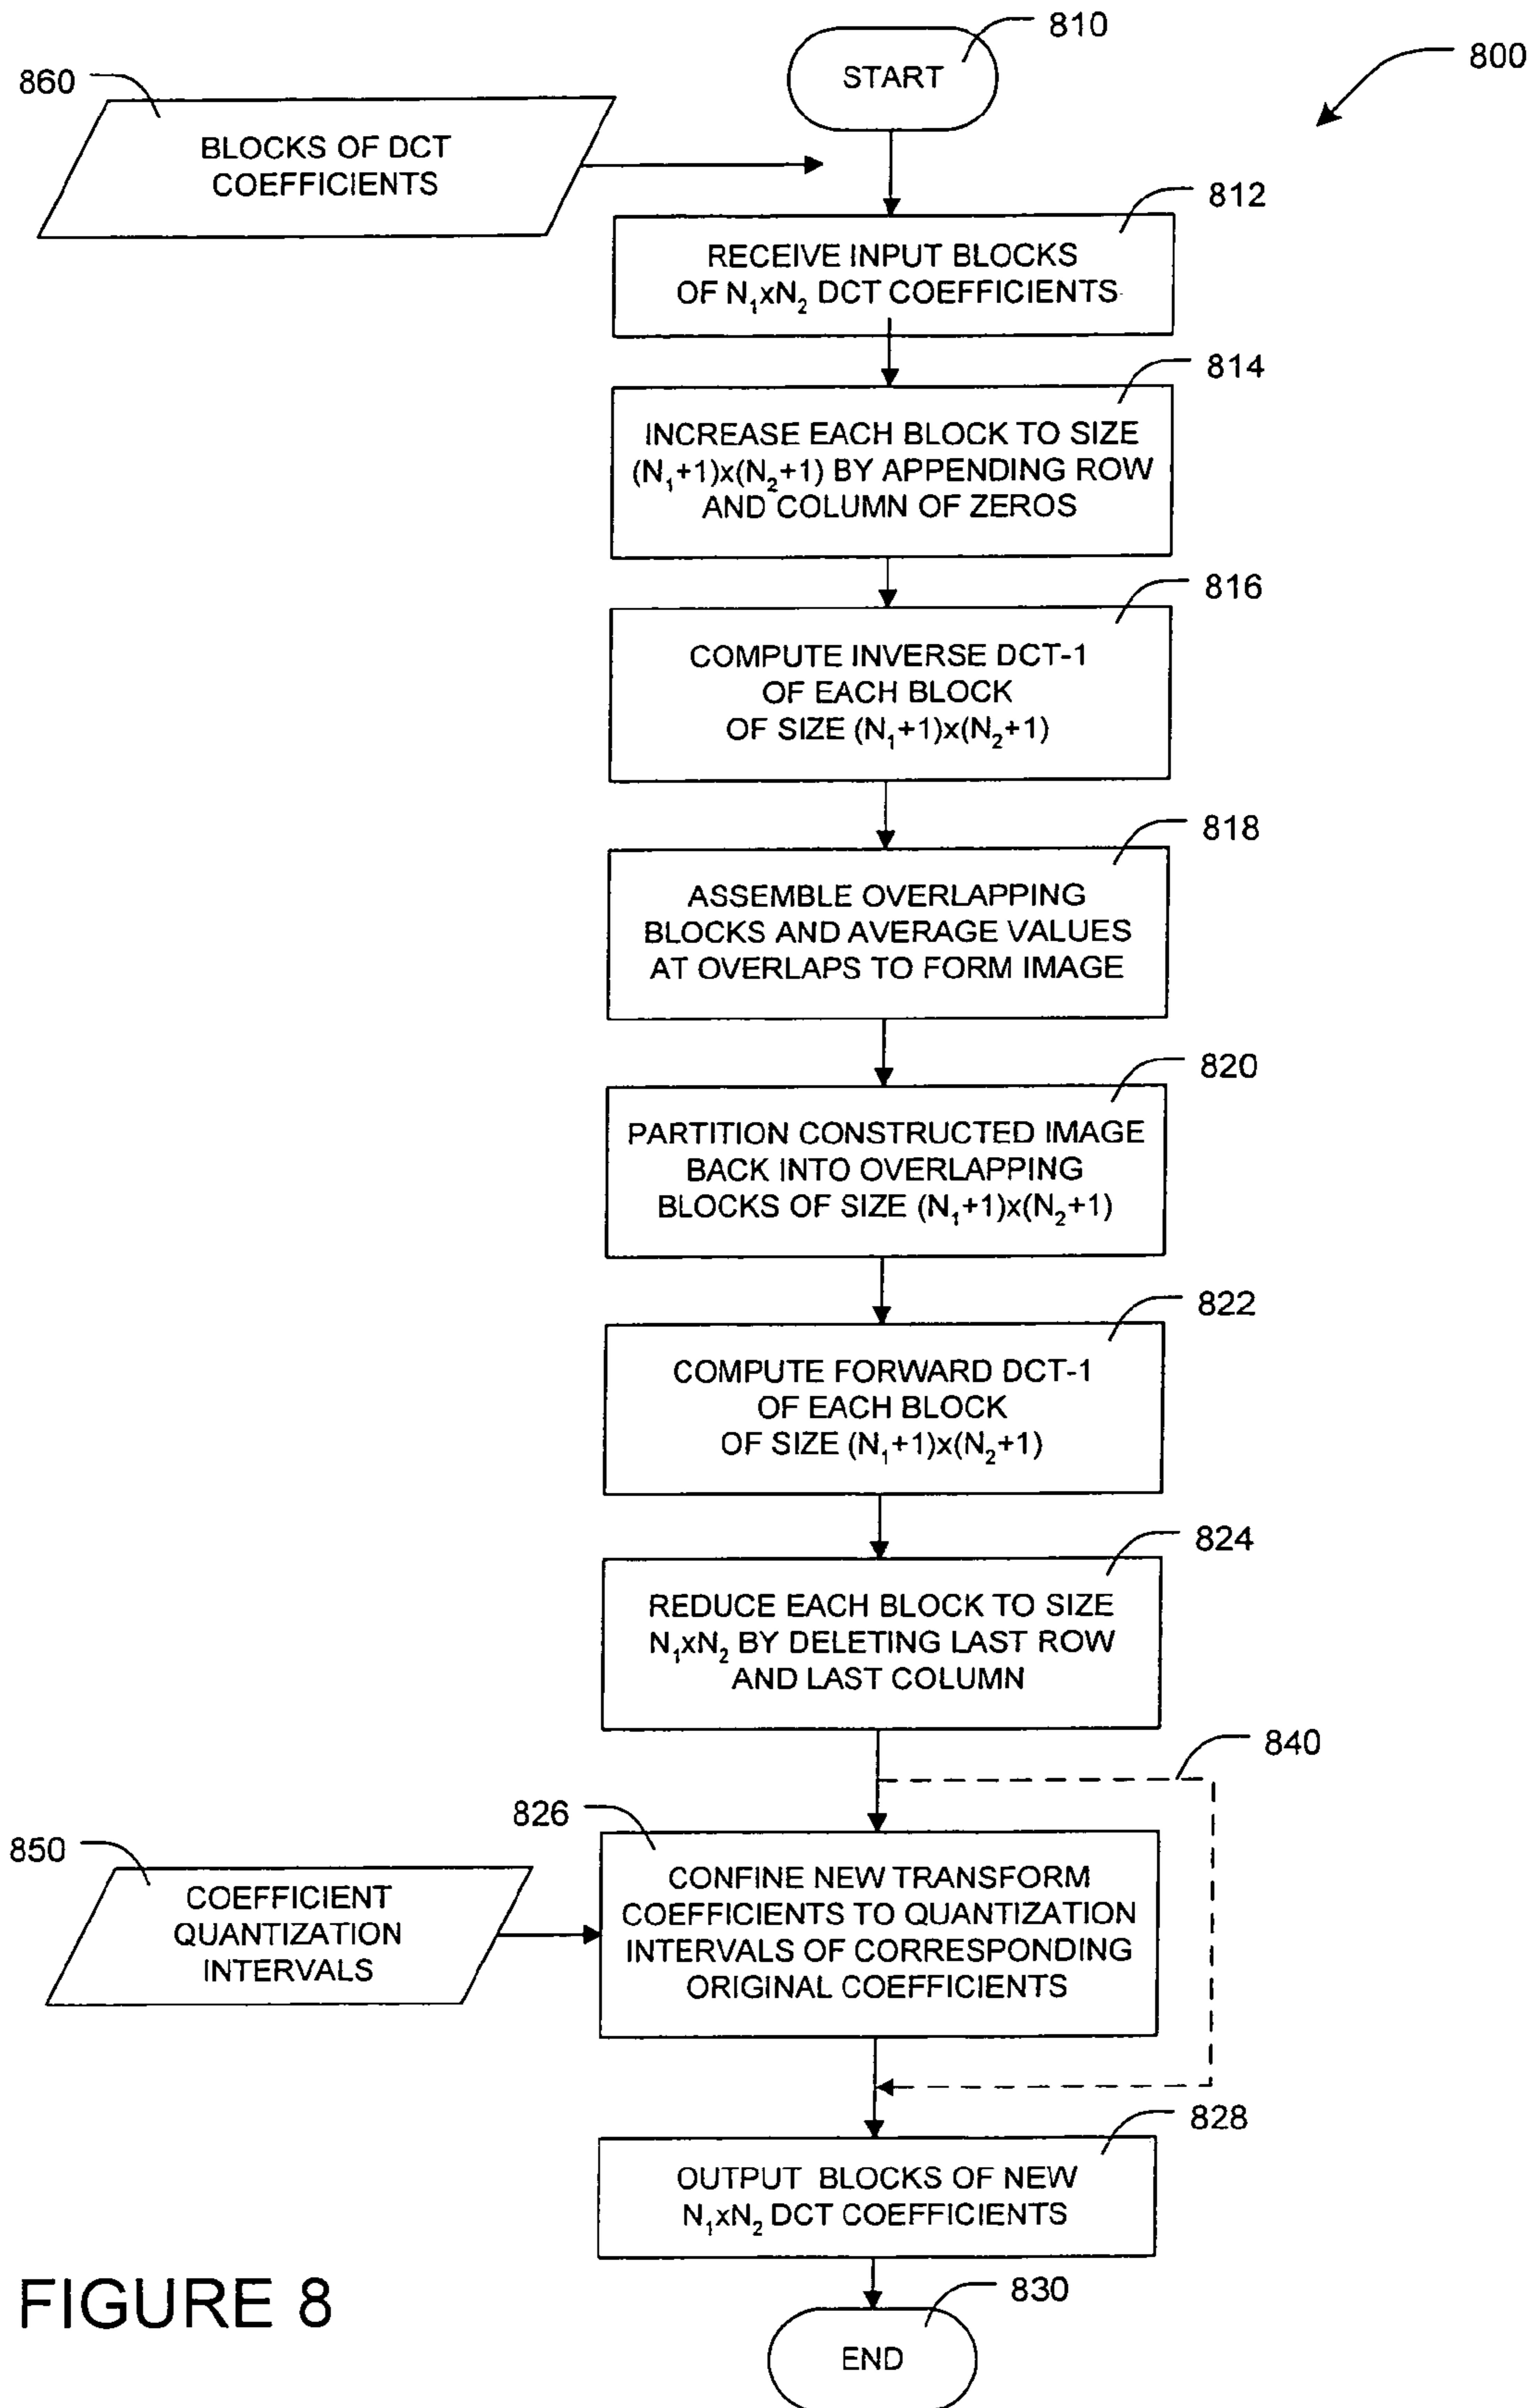 810
START
800
860
BLOCKS OF DCT
COEFFICIENTS
812
RECEIVE INPUT BLOCKS
OF N₁xN₂ DCT COEFFICIENTS
814
INCREASE EACH BLOCK TO SIZE
(N₁+1)x(N₂+1) BY APPENDING ROW
AND COLUMN OF ZEROS
816
COMPUTE INVERSE DCT-1
OF EACH BLOCK
OF SIZE (N₁+1)x(N₂+1)
818
ASSEMBLE OVERLAPPING
BLOCKS AND AVERAGE VALUES
AT OVERLAPS TO FORM IMAGE
820
PARTITION CONSTRUCTED IMAGE
BACK INTO OVERLAPPING
BLOCKS OF SIZE (N₁+1)x(N₂+1)
822
COMPUTE FORWARD DCT-1
OF EACH BLOCK
OF SIZE (N₁+1)x(N₂+1)
824
REDUCE EACH BLOCK TO SIZE
N₁xN₂ BY DELETING LAST ROW
AND LAST COLUMN
840
826
850
COEFFICIENT
QUANTIZATION
INTERVALS
CONFINE NEW TRANSFORM
COEFFICIENTS TO QUANTIZATION
INTERVALS OF CORRESPONDING
ORIGINAL COEFFICIENTS
828
OUTPUT BLOCKS OF NEW
N₁xN₂ DCT COEFFICIENTS
830
END
FIGURE 8